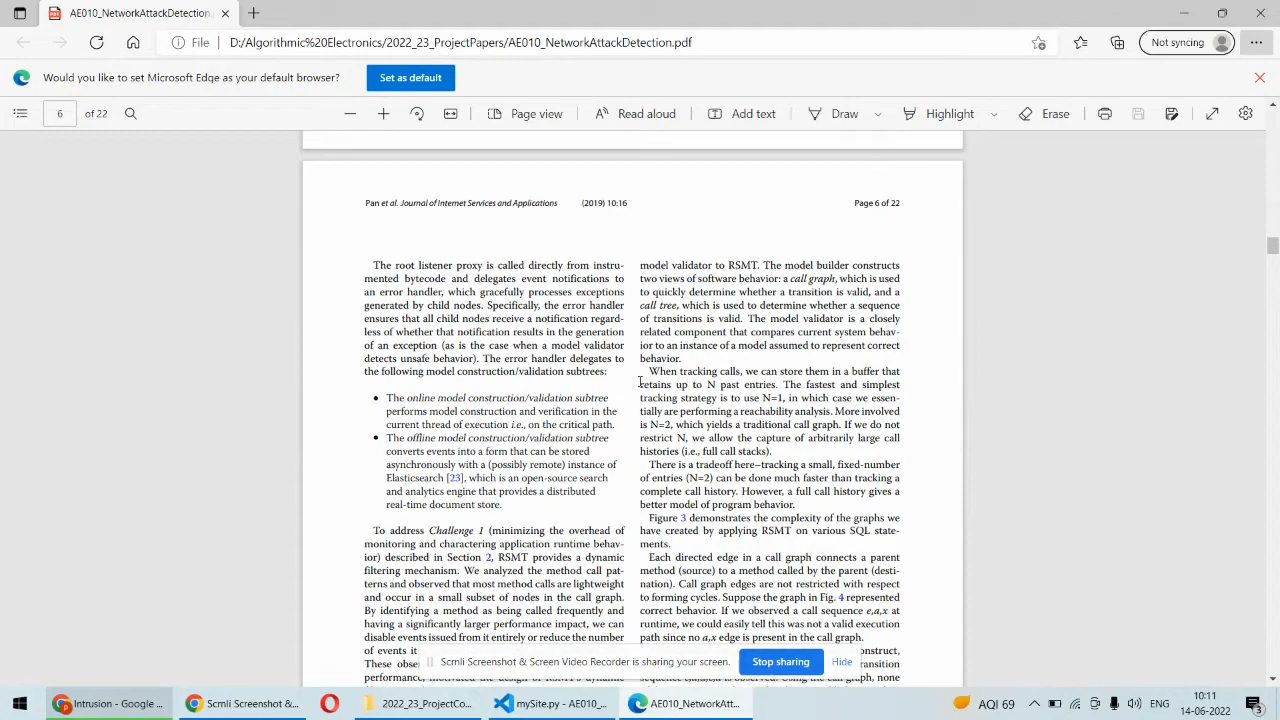 AE010_NetworkAttackDetection.
File
D:/Algorithmic%20Electronics/2022_23_ProjectPapers/AE010_NetworkAttackDetection.pdf
Not syncing
Would you like to set Microsoft Edge as your default browser?
Set as default
6
of 22
Page view
Read aloud
Add text
Draw
Highlight
Erase
Pan et al. Journal of Internet Services and Applications (2019) 10:16
Page 6 of 22
The root listener proxy is called directly from instru-
mented bytecode and delegates event notifications to
an error handler, which gracefully processes exceptions
generated by child nodes. Specifically, the error handler
ensures that all child nodes receive a notification regard-
less of whether that notification results in the generation
of an exception (as is the case when a model validator
detects unsafe behavior). The error handler delegates to
the following model construction/validation subtrees:
• The online model construction/validation subtree
performs model construction and verification in the
current thread of execution i.e., on the critical path.
• The offline model construction/validation subtree
converts events into a form that can be stored
asynchronously with a (possibly remote) instance of
Elasticsearch [23], which is an open-source search
and analytics engine that provides a distributed
real-time document store.
To address Challenge 1 (minimizing the overhead of
monitoring and charactering application runtime behav-
ior) described in Section 2, RSMT provides a dynamic
filtering mechanism. We analyzed the method call pat-
terns and observed that most method calls are lightweight
and occur in a small subset of nodes in the call graph.
By identifying a method as being called frequently and
having a significantly larger performance impact, we can
disable events issued from it entirely or reduce the number
of events it
These obse
performance, motivated the design of RSMT's dynamic
model validator to RSMT. The model builder constructs
two views of software behavior: a call graph, which is used
to quickly determine whether a transition is valid, and a
call tree, which is used to determine whether a sequence
of transitions is valid. The model validator is a closely
related component that compares current system behav-
ior to an instance of a model assumed to represent correct
behavior.
When tracking calls, we can store them in a buffer that
retains up to N past entries. The fastest and simplest
tracking strategy is to use N=1, in which case we essen-
tially are performing a reachability analysis. More involved
is N=2, which yields a traditional call graph. If we do not
restrict N, we allow the capture of arbitrarily large call
histories (i.e., full call stacks).
There is a tradeoff here–tracking a small, fixed-number
of entries (N=2) can be done much faster than tracking a
complete call history. However, a full call history gives a
better model of program behavior.
Figure 3 demonstrates the complexity of the graphs we
have created by applying RSMT on various SQL state-
ments.
Each directed edge in a call graph connects a parent
method (source) to a method called by the parent (desti-
nation). Call graph edges are not restricted with respect
to forming cycles. Suppose the graph in Fig. 4 represented
correct behavior. If we observed a call sequence e,a,x at
runtime, we could easily tell this was not a valid execution
path since no a,x edge is present in the call graph.
onstruct,
ansition
Scrnli Screenshot & Screen Video Recorder is sharing your screen.
Stop sharing
Hide
Intrusion - Google ...
Scrnli Screenshot &...
2022_23_ProjectCo...
mySite.py - AE_010_...
AE010_NetworkAtt...
AQI 69
ENG
10:11
14-06-2022
3